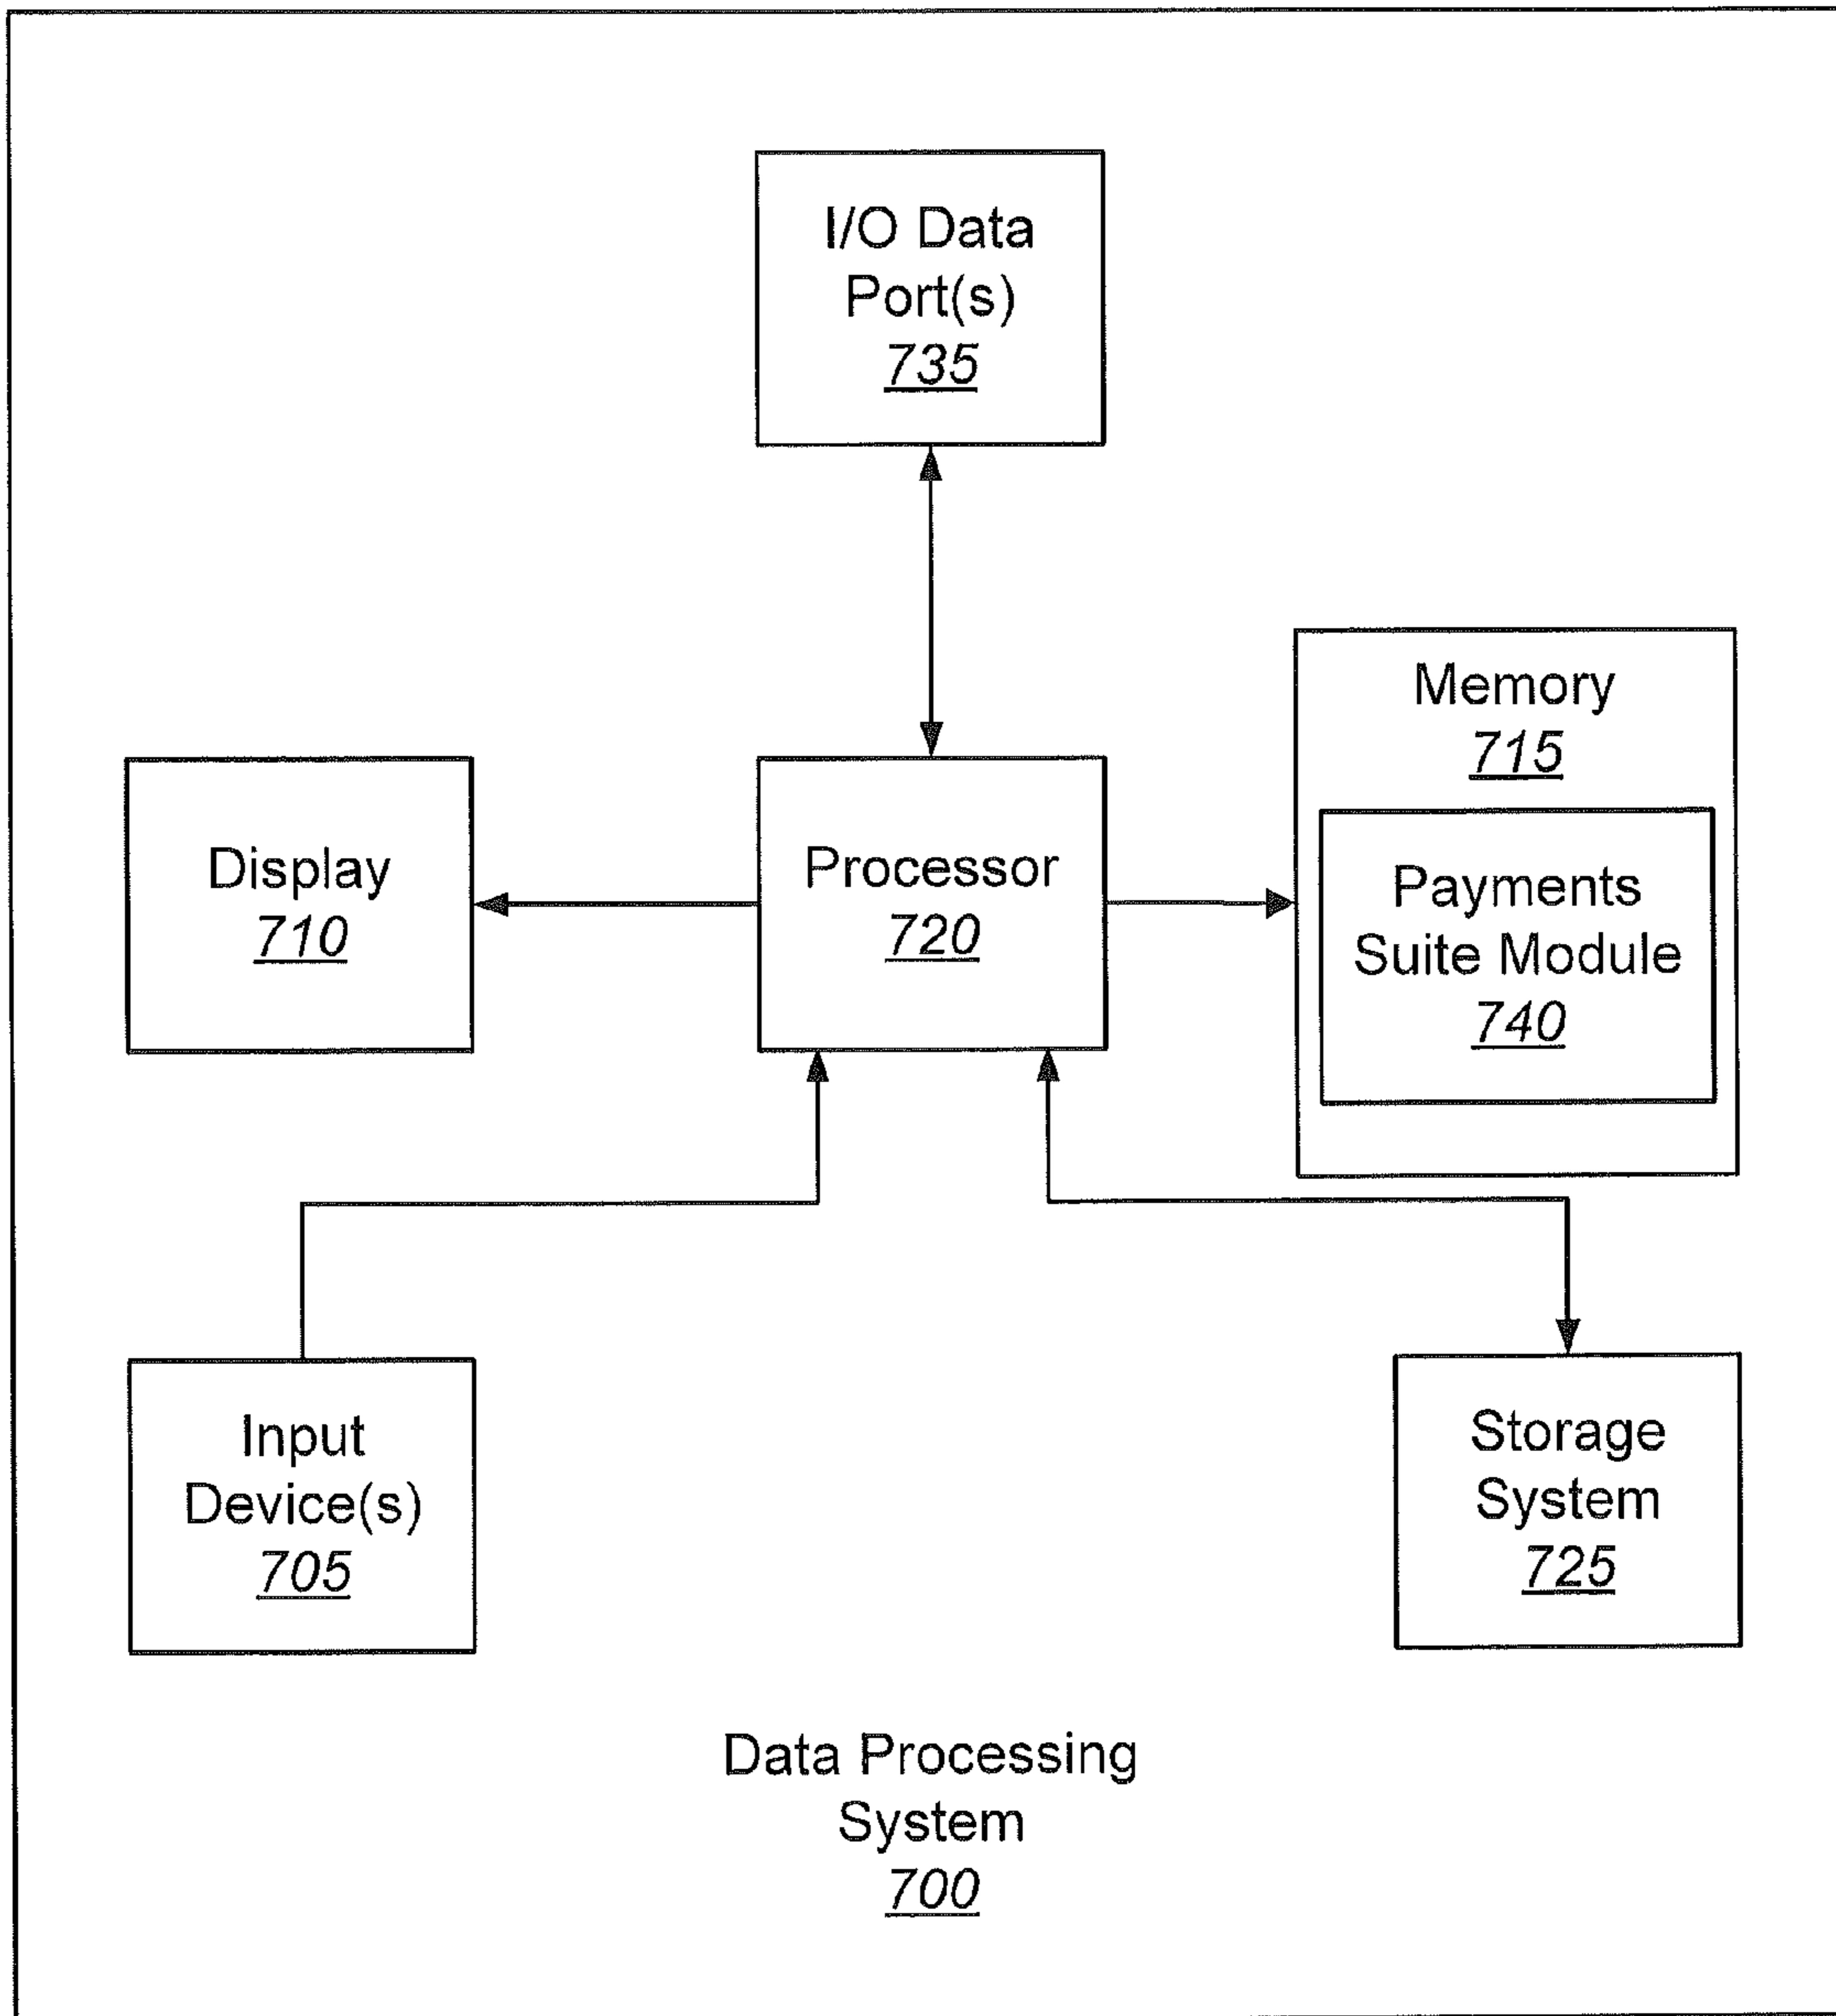 I/O Data
Port(s)
735
Memory
715
Display
710
Processor
720
Payments
Suite Module
740
Input
Device(s)
705
Storage
System
725
Data Processing
System
700